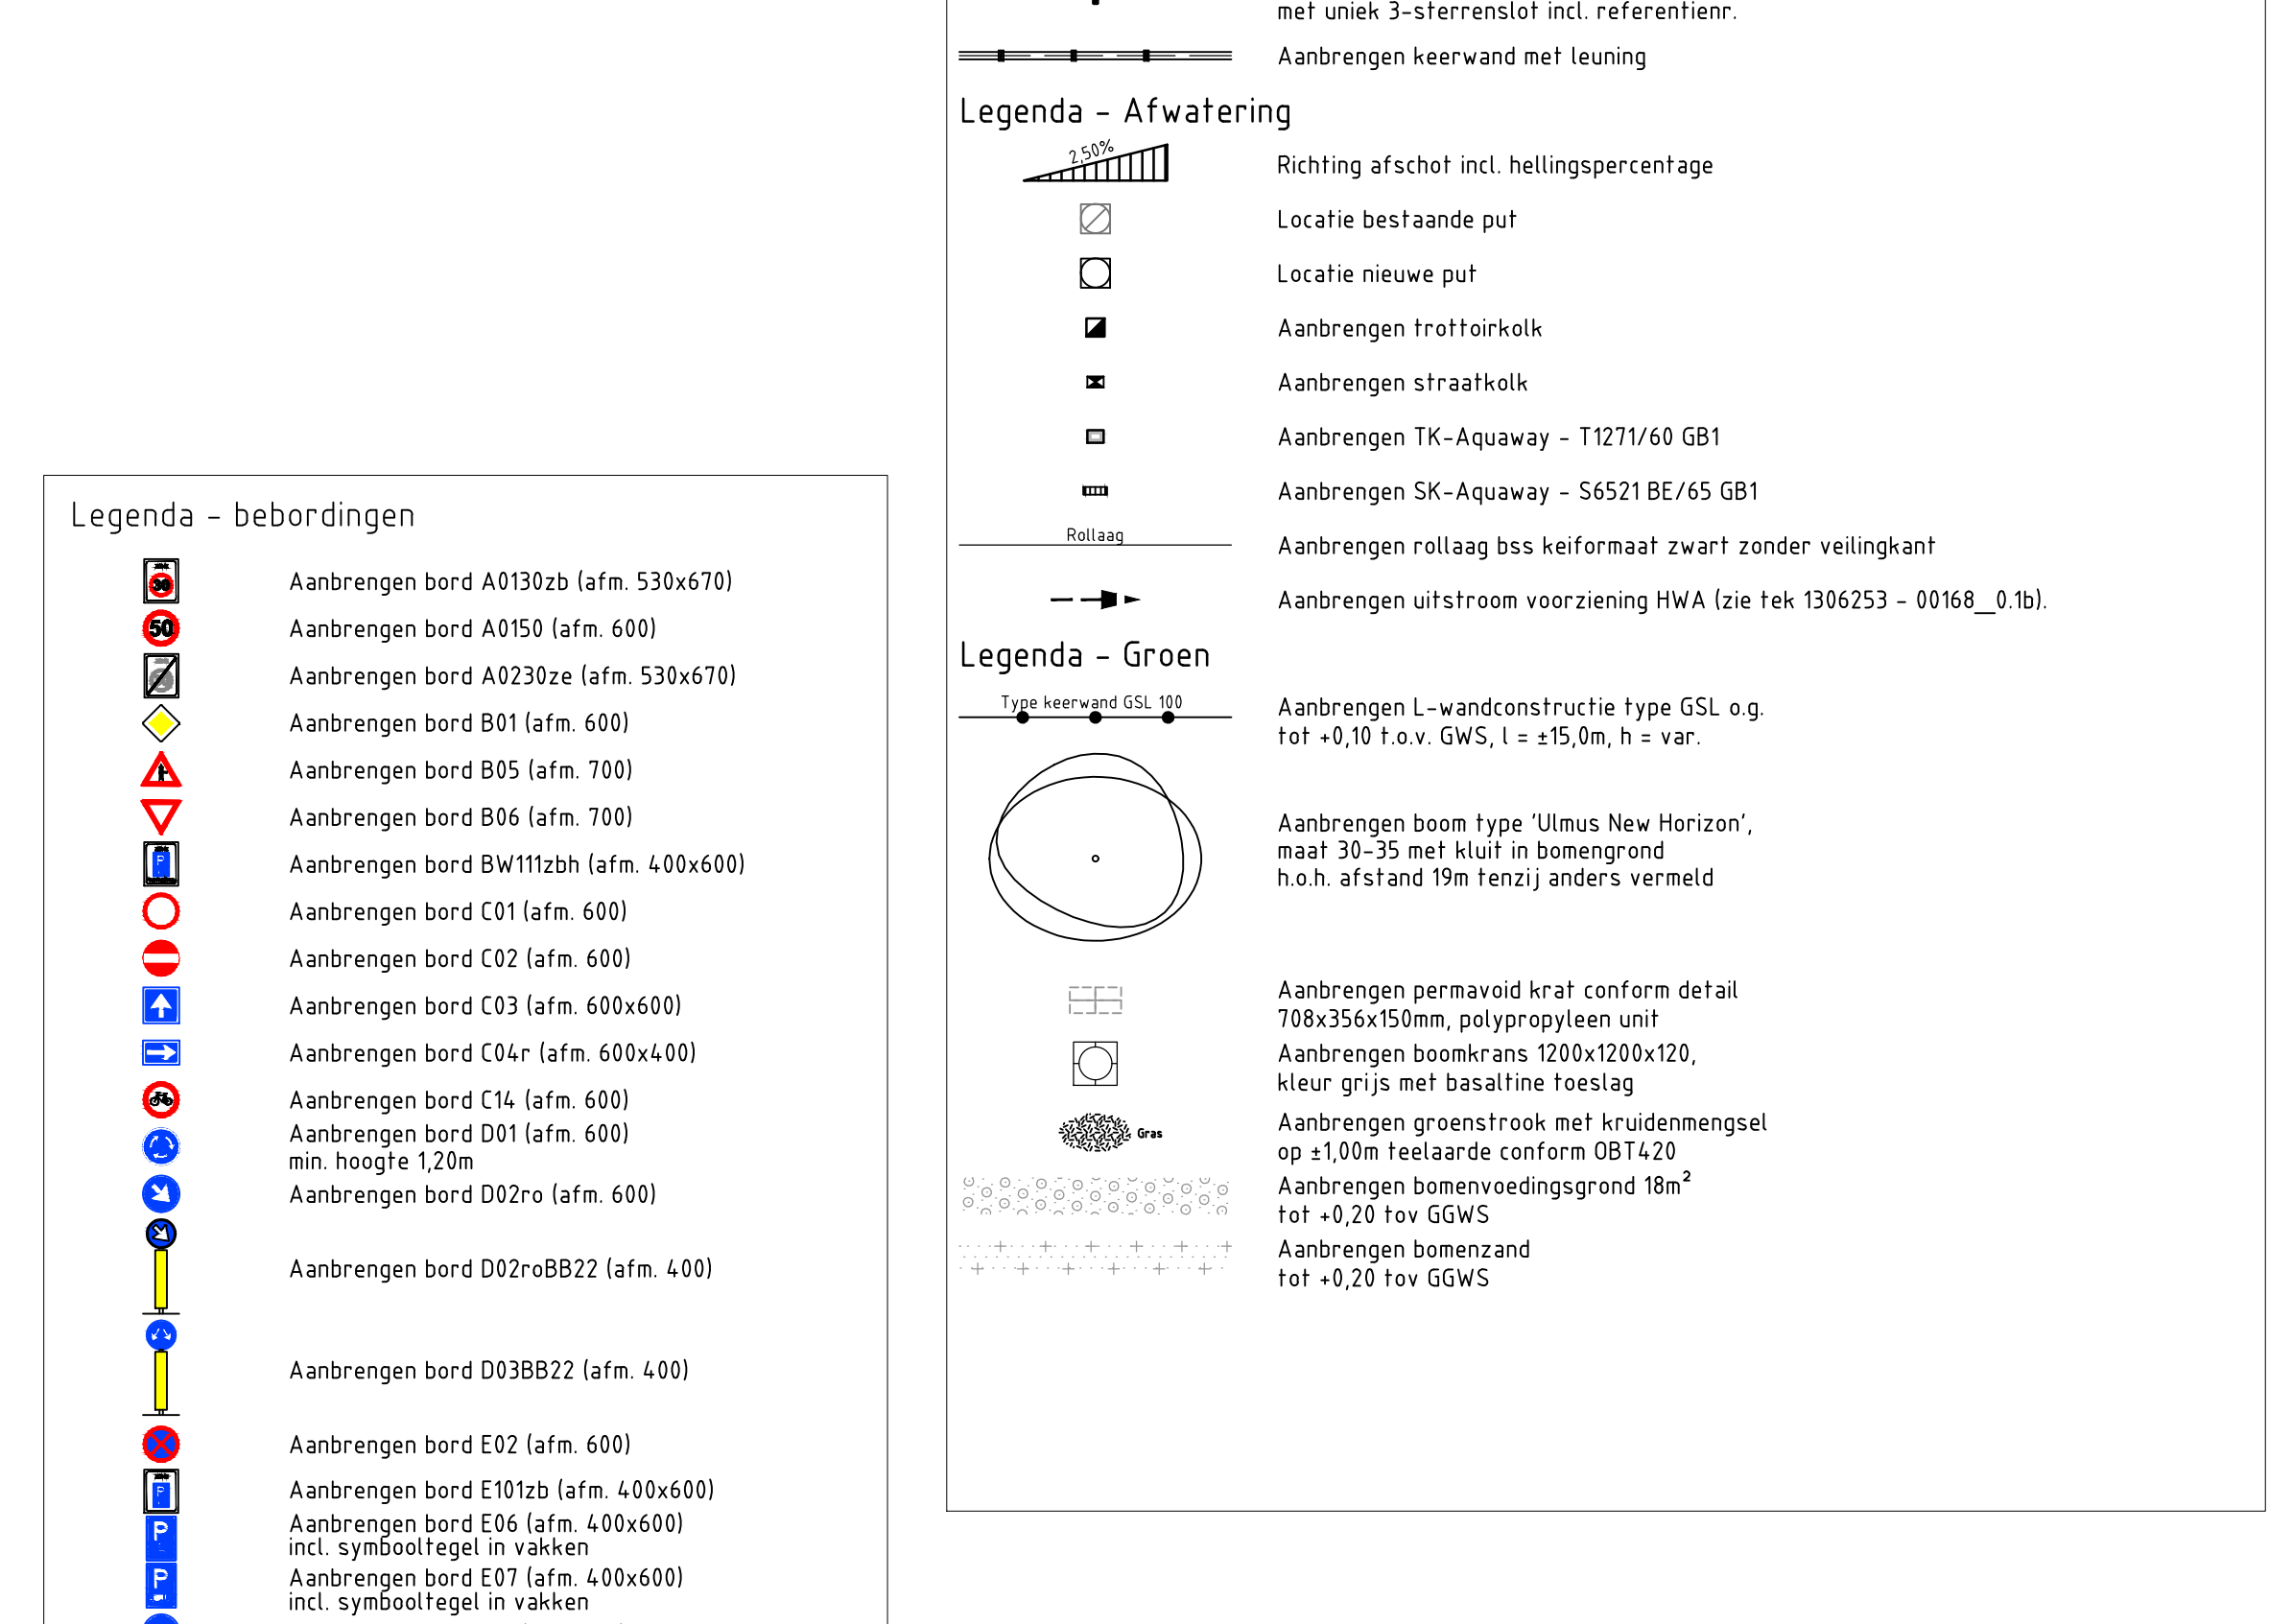 met uniek 3-sterrenslot incl. referentienr.
Aanbrengen keerwand met leuning
Legenda - Afwatering
2,50%
Richting afschot incl. hellingspercentage
Locatie bestaande put
Locatie nieuwe put
Aanbrengen trottoirkolk
Aanbrengen straatkolk
Aanbrengen TK-Aquaway - T1271/60 GB1
Aanbrengen SK-Aquaway - S6521 BE/65 GB1
Rollaag
Aanbrengen rollaag bss keiformaat zwart zonder veilingkant
Aanbrengen uitstroom voorziening HWA (zie tek 1306253 - 00168__0.1b).
Legenda - Groen
Type keerwand GSL 100
Aanbrengen L-wandconstructie type GSL o.g.
tot +0,10 t.o.v. GWS, l = ±15,0m, h = var.
Aanbrengen boom type 'Ulmus New Horizon',
maat 30-35 met kluit in bomengrond
h.o.h. afstand 19m tenzij anders vermeld
Aanbrengen permavoid krat conform detail
708x356x150mm, polypropyleen unit
Aanbrengen boomkrans 1200x1200x120,
kleur grijs met basaltine toeslag
Gras
Aanbrengen groenstrook met kruidenmengsel
op ±1,00m teelaarde conform OBT420
Aanbrengen bomenvoedingsgrond 18m²
tot +0,20 tov GGWS
Aanbrengen bomenzand
tot +0,20 tov GGWS
Legenda - bebordingen
30
Aanbrengen bord A0130zb (afm. 530x670)
50
Aanbrengen bord A0150 (afm. 600)
Aanbrengen bord A0230ze (afm. 530x670)
Aanbrengen bord B01 (afm. 600)
Aanbrengen bord B05 (afm. 700)
Aanbrengen bord B06 (afm. 700)
P
Aanbrengen bord BW111zbh (afm. 400x600)
Aanbrengen bord C01 (afm. 600)
Aanbrengen bord C02 (afm. 600)
Aanbrengen bord C03 (afm. 600x600)
Aanbrengen bord C04r (afm. 600x400)
Aanbrengen bord C14 (afm. 600)
Aanbrengen bord D01 (afm. 600)
min. hoogte 1,20m
Aanbrengen bord D02ro (afm. 600)
Aanbrengen bord D02roBB22 (afm. 400)
Aanbrengen bord D03BB22 (afm. 400)
Aanbrengen bord E02 (afm. 600)
P
Aanbrengen bord E101zb (afm. 400x600)
P
Aanbrengen bord E06 (afm. 400x600)
incl. symbooltegel in vakken
P
Aanbrengen bord E07 (afm. 400x600)
incl. symbooltegel in vakken